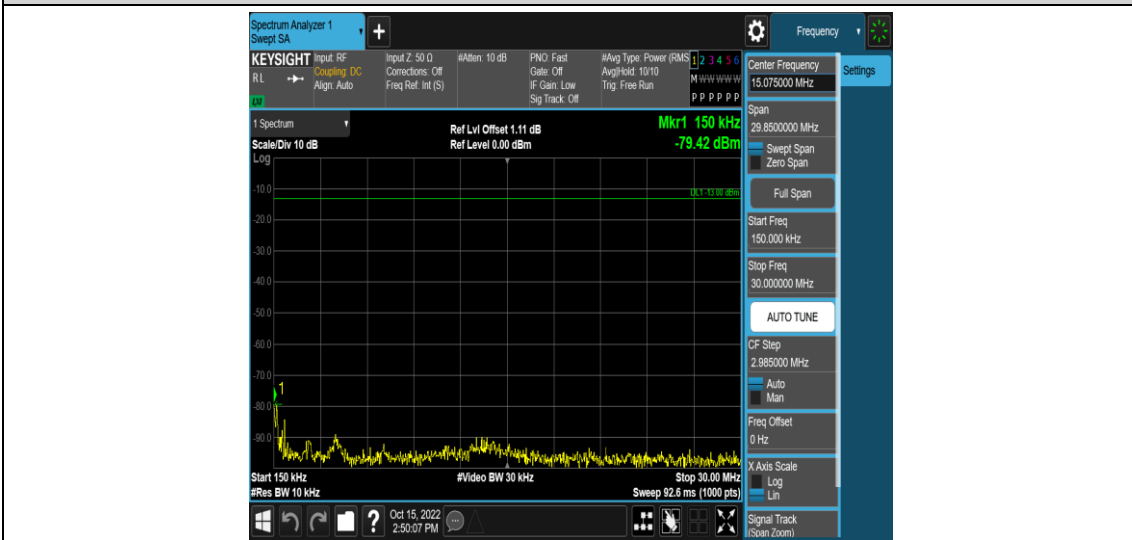 Spectrum Analyzer 1
Swept SA
+
Frequency
KEYSIGHT
RL
LXI
Input: RF
Coupling: DC
Align: Auto
Input Z: 50 Ω
Corrections: Off
Freq Ref: Int (S)
#Atten: 10 dB
PNO: Fast
Gate: Off
IF Gain: Low
Sig Track: Off
#Avg Type: Power (RMS
Avg|Hold: 10/10
Trig: Free Run
1 2 3 4 5 6
M W W W W W
P P P P P P
1 Spectrum
Scale/Div 10 dB
Log
Ref Lvl Offset 1.11 dB
Ref Level 0.00 dBm
Mkr1 150 kHz
-79.42 dBm
DL1 -13.00 dBm
-10.0
-20.0
-30.0
-40.0
-50.0
-60.0
-70.0
-80.0
-90.0
1
Start 150 kHz
#Res BW 10 kHz
#Video BW 30 kHz
Stop 30.00 MHz
Sweep 92.6 ms (1000 pts)
Center Frequency
15.075000 MHz
Settings
Span
29.8500000 MHz
Swept Span
Zero Span
Full Span
Start Freq
150.000 kHz
Stop Freq
30.000000 MHz
AUTO TUNE
CF Step
2.985000 MHz
Auto
Man
Freq Offset
0 Hz
X Axis Scale
Log
Lin
Signal Track
(Span Zoom)
?
Oct 15, 2022
2:50:07 PM